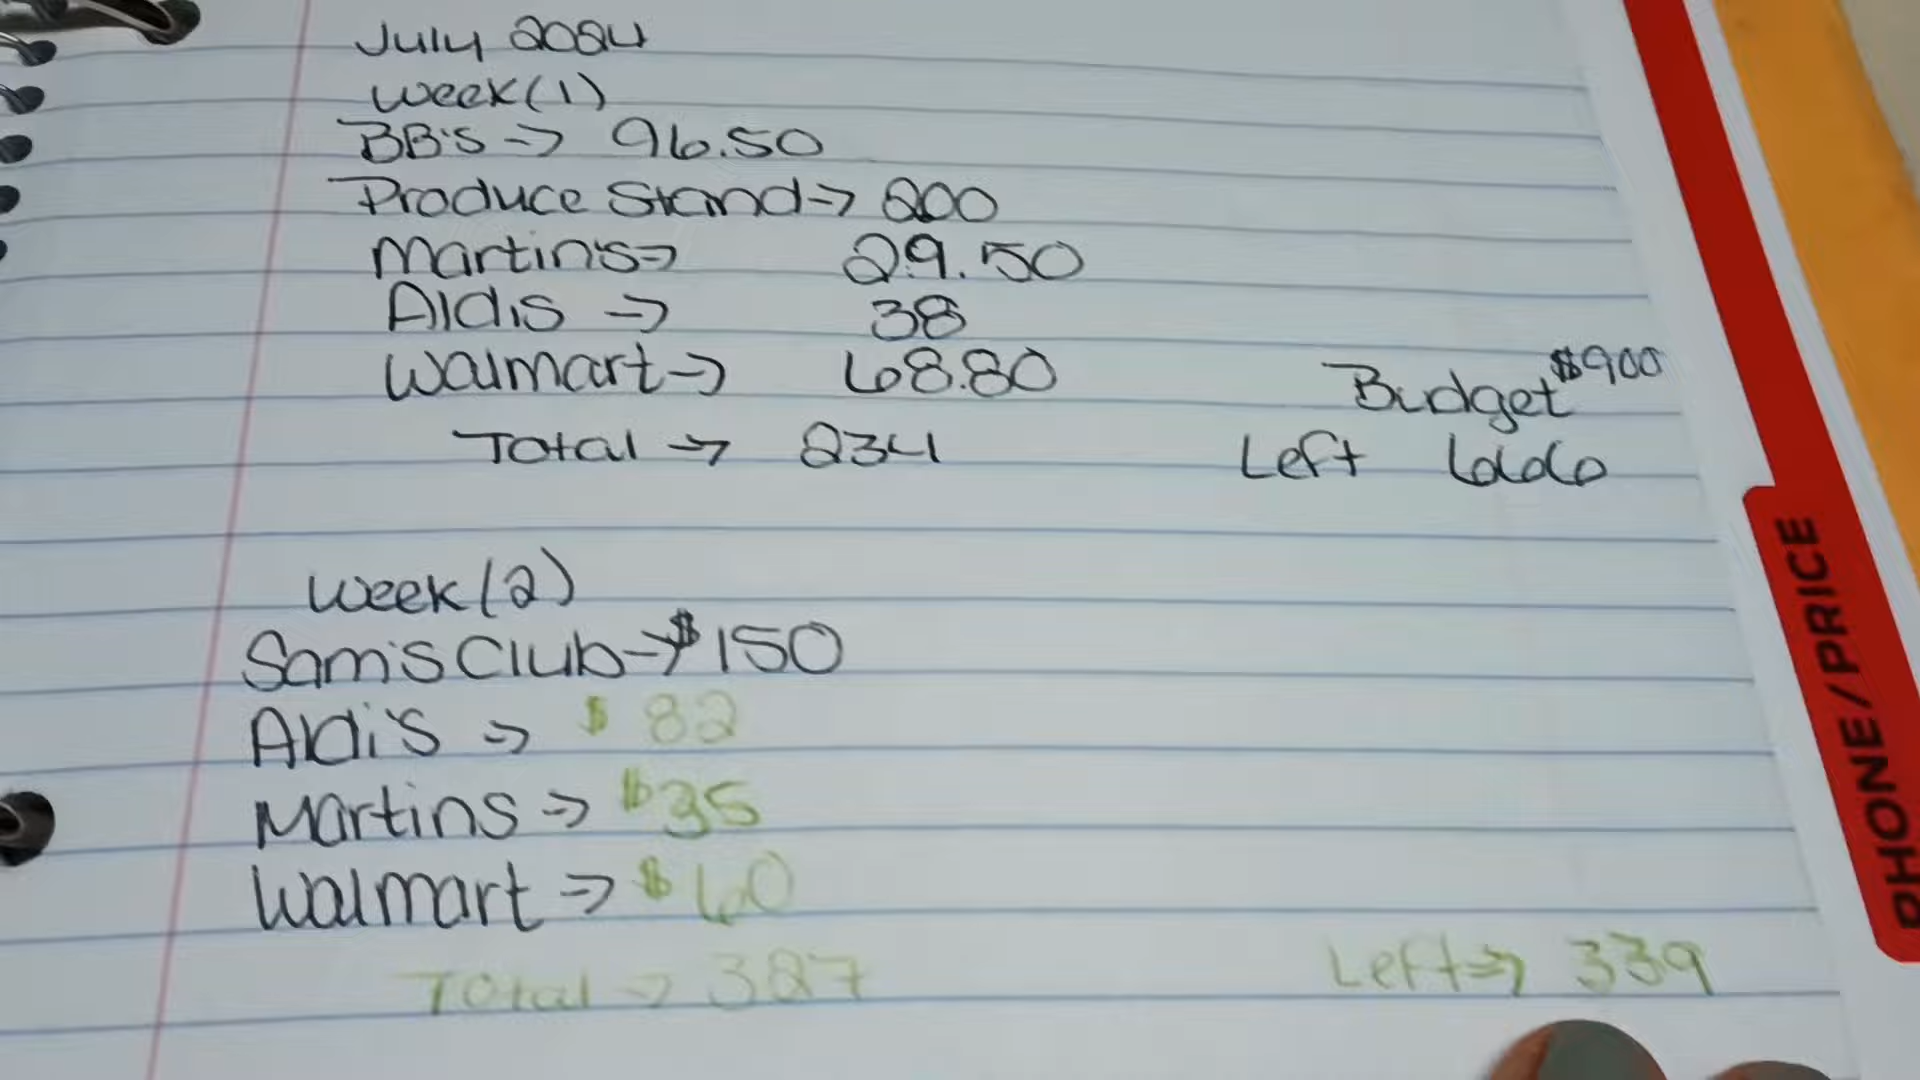 July 2024
Week (1)
BB's -> 96.50
Produce Stand -> 200
Martin's -> 29.50
Aldis -> 38
Walmart -> 68.80 Budget $900
Total -> 234 Left 666
Week (2)
Sam's Club -> $150
Aldi's -> $82
Martins -> $35
Walmart -> $60
Total -> 327 Left => 339
PHONE/PRICE